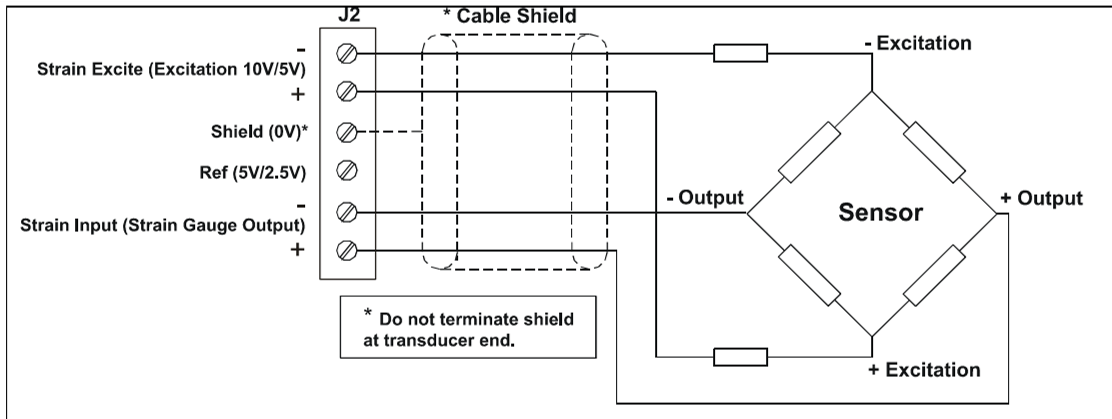 J2
* Cable Shield
-
Strain Excite (Excitation 10V/5V)
+
Shield (0V)*
Ref (5V/2.5V)
-
Strain Input (Strain Gauge Output)
+
* Do not terminate shield
at transducer end.
- Excitation
- Output
Sensor
+ Output
+ Excitation